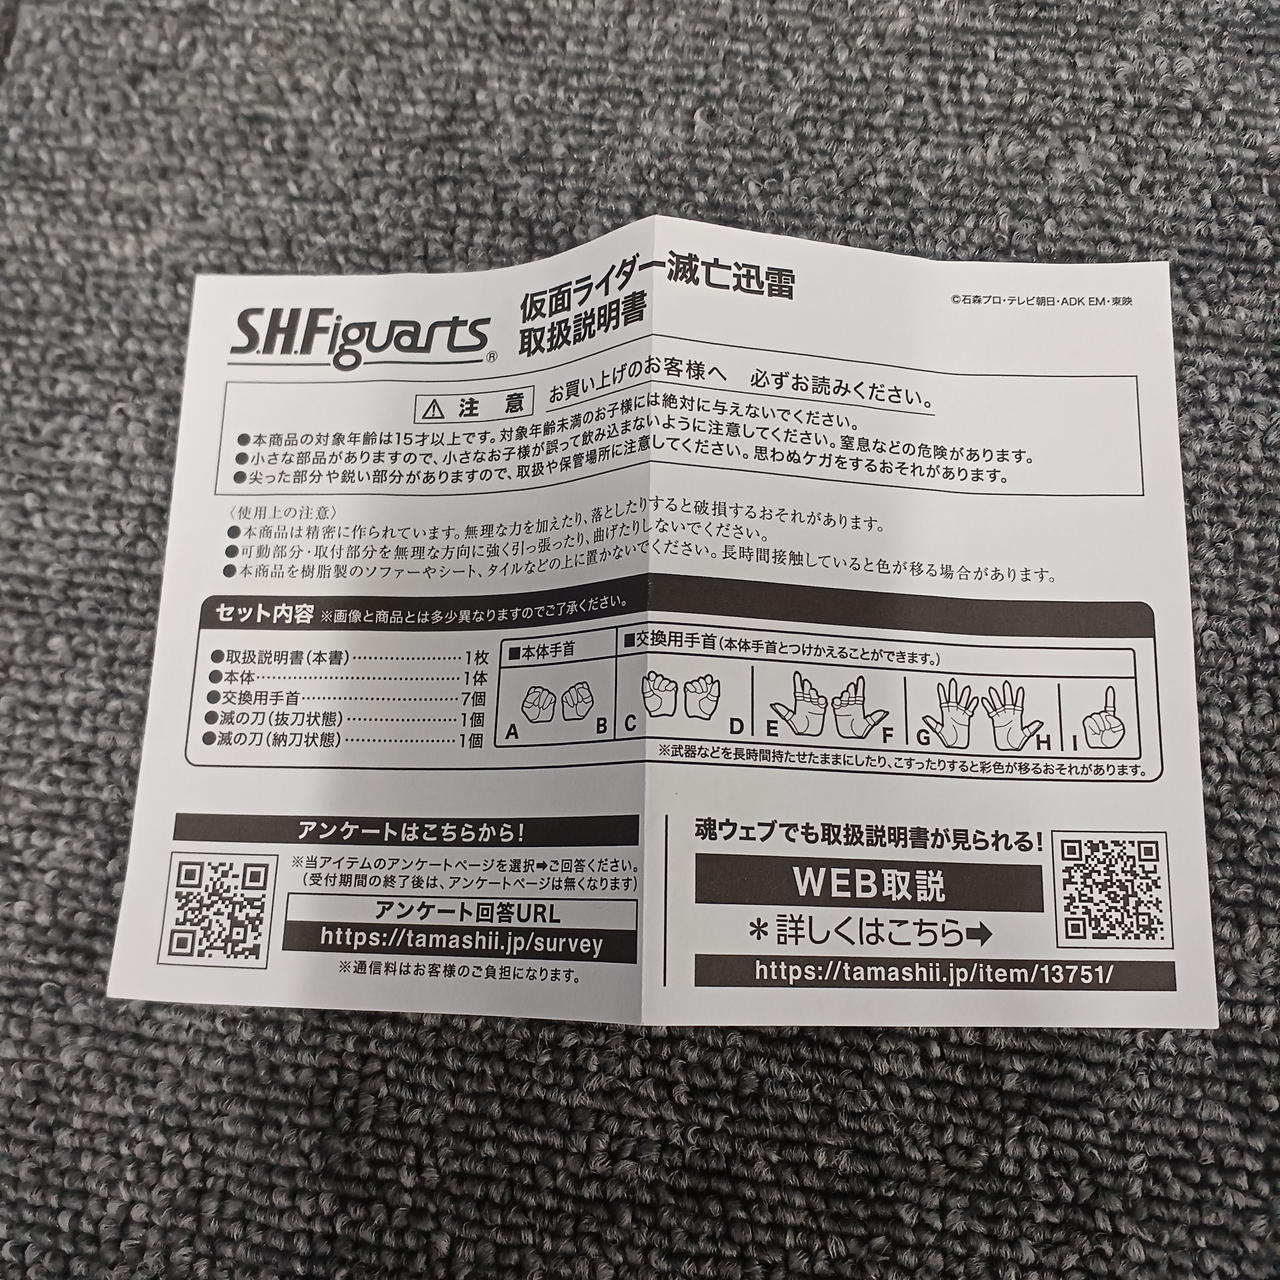 S.H.Figuarts®
仮面ライダー滅亡迅雷
取扱説明書
©石森プロ・テレビ朝日・ADK EM・東映
⚠ 注 意 お買い上げのお客様へ 必ずお読みください。
●本商品の対象年齢は15才以上です。対象年齢未満のお子様には絶対に与えないでください。
●小さな部品がありますので、小さなお子様が誤って飲み込まないように注意してください。窒息などの危険があります。
●尖った部分や鋭い部分がありますので、取扱や保管場所に注意してください。思わぬケガをするおそれがあります。
〈使用上の注意〉
●本商品は精密に作られています。無理な力を加えたり、落としたりすると破損するおそれがあります。
●可動部分・取付部分を無理な方向に強く引っ張ったり、曲げたりしないでください。
●本商品を樹脂製のソファーやシート、タイルなどの上に置かないでください。長時間接触していると色が移る場合があります。
セット内容 ※画像と商品とは多少異なりますのでご了承ください。
●取扱説明書(本書)……………………1枚
●本体……………………1体
●交換用手首……………………7個
●滅の刀(抜刀状態)……………………1個
●滅の刀(納刀状態)……………………1個
■本体手首
■交換用手首(本体手首とつけかえることができます。)
A B C D E F G H I
※武器などを長時間持たせたままにしたり、こすったりすると彩色が移るおそれがあります。
アンケートはこちらから!
※当アイテムのアンケートページを選択➡ご回答ください。
(受付期間の終了後は、アンケートページは無くなります)
アンケート回答URL
https://tamashii.jp/survey
※通信料はお客様のご負担になります。
魂ウェブでも取扱説明書が見られる!
WEB取説
＊詳しくはこちら➡
https://tamashii.jp/item/13751/